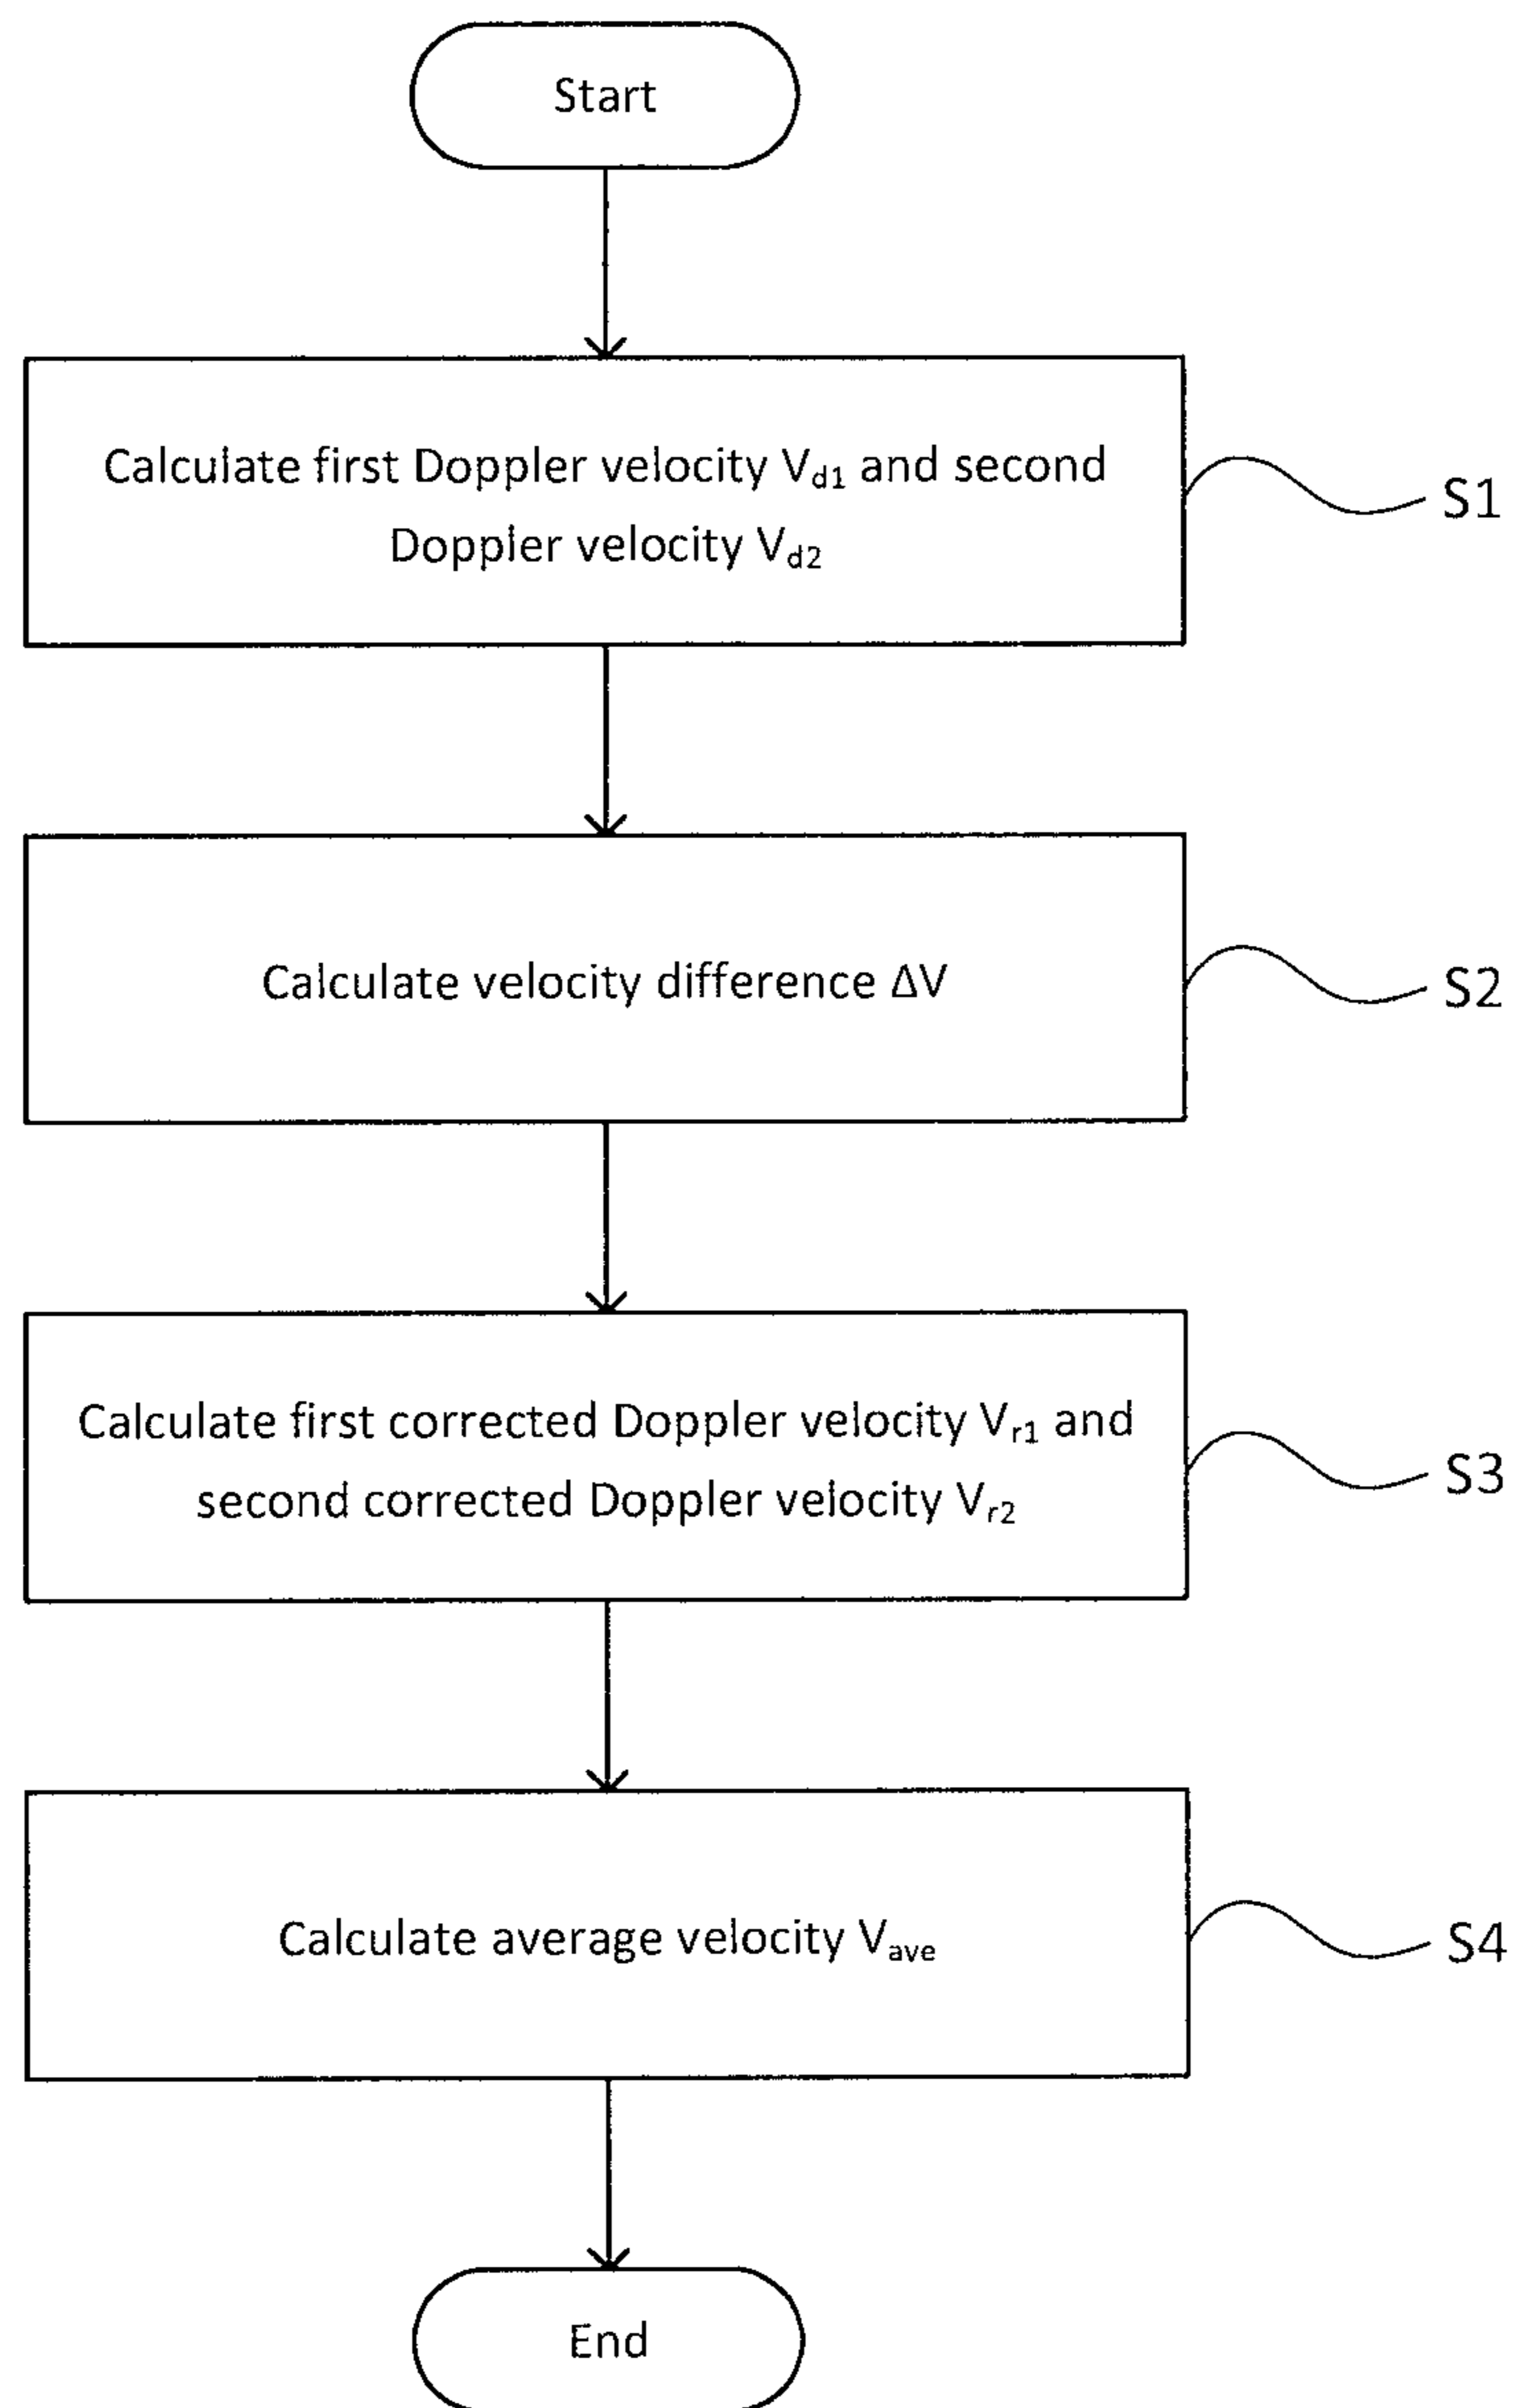 Start
Calculate first Doppler velocity Vd1 and second
Doppler velocity Vd2
S1
Calculate velocity difference ΔV
S2
Calculate first corrected Doppler velocity Vr1 and
second corrected Doppler velocity Vr2
S3
Calculate average velocity Vave
S4
End